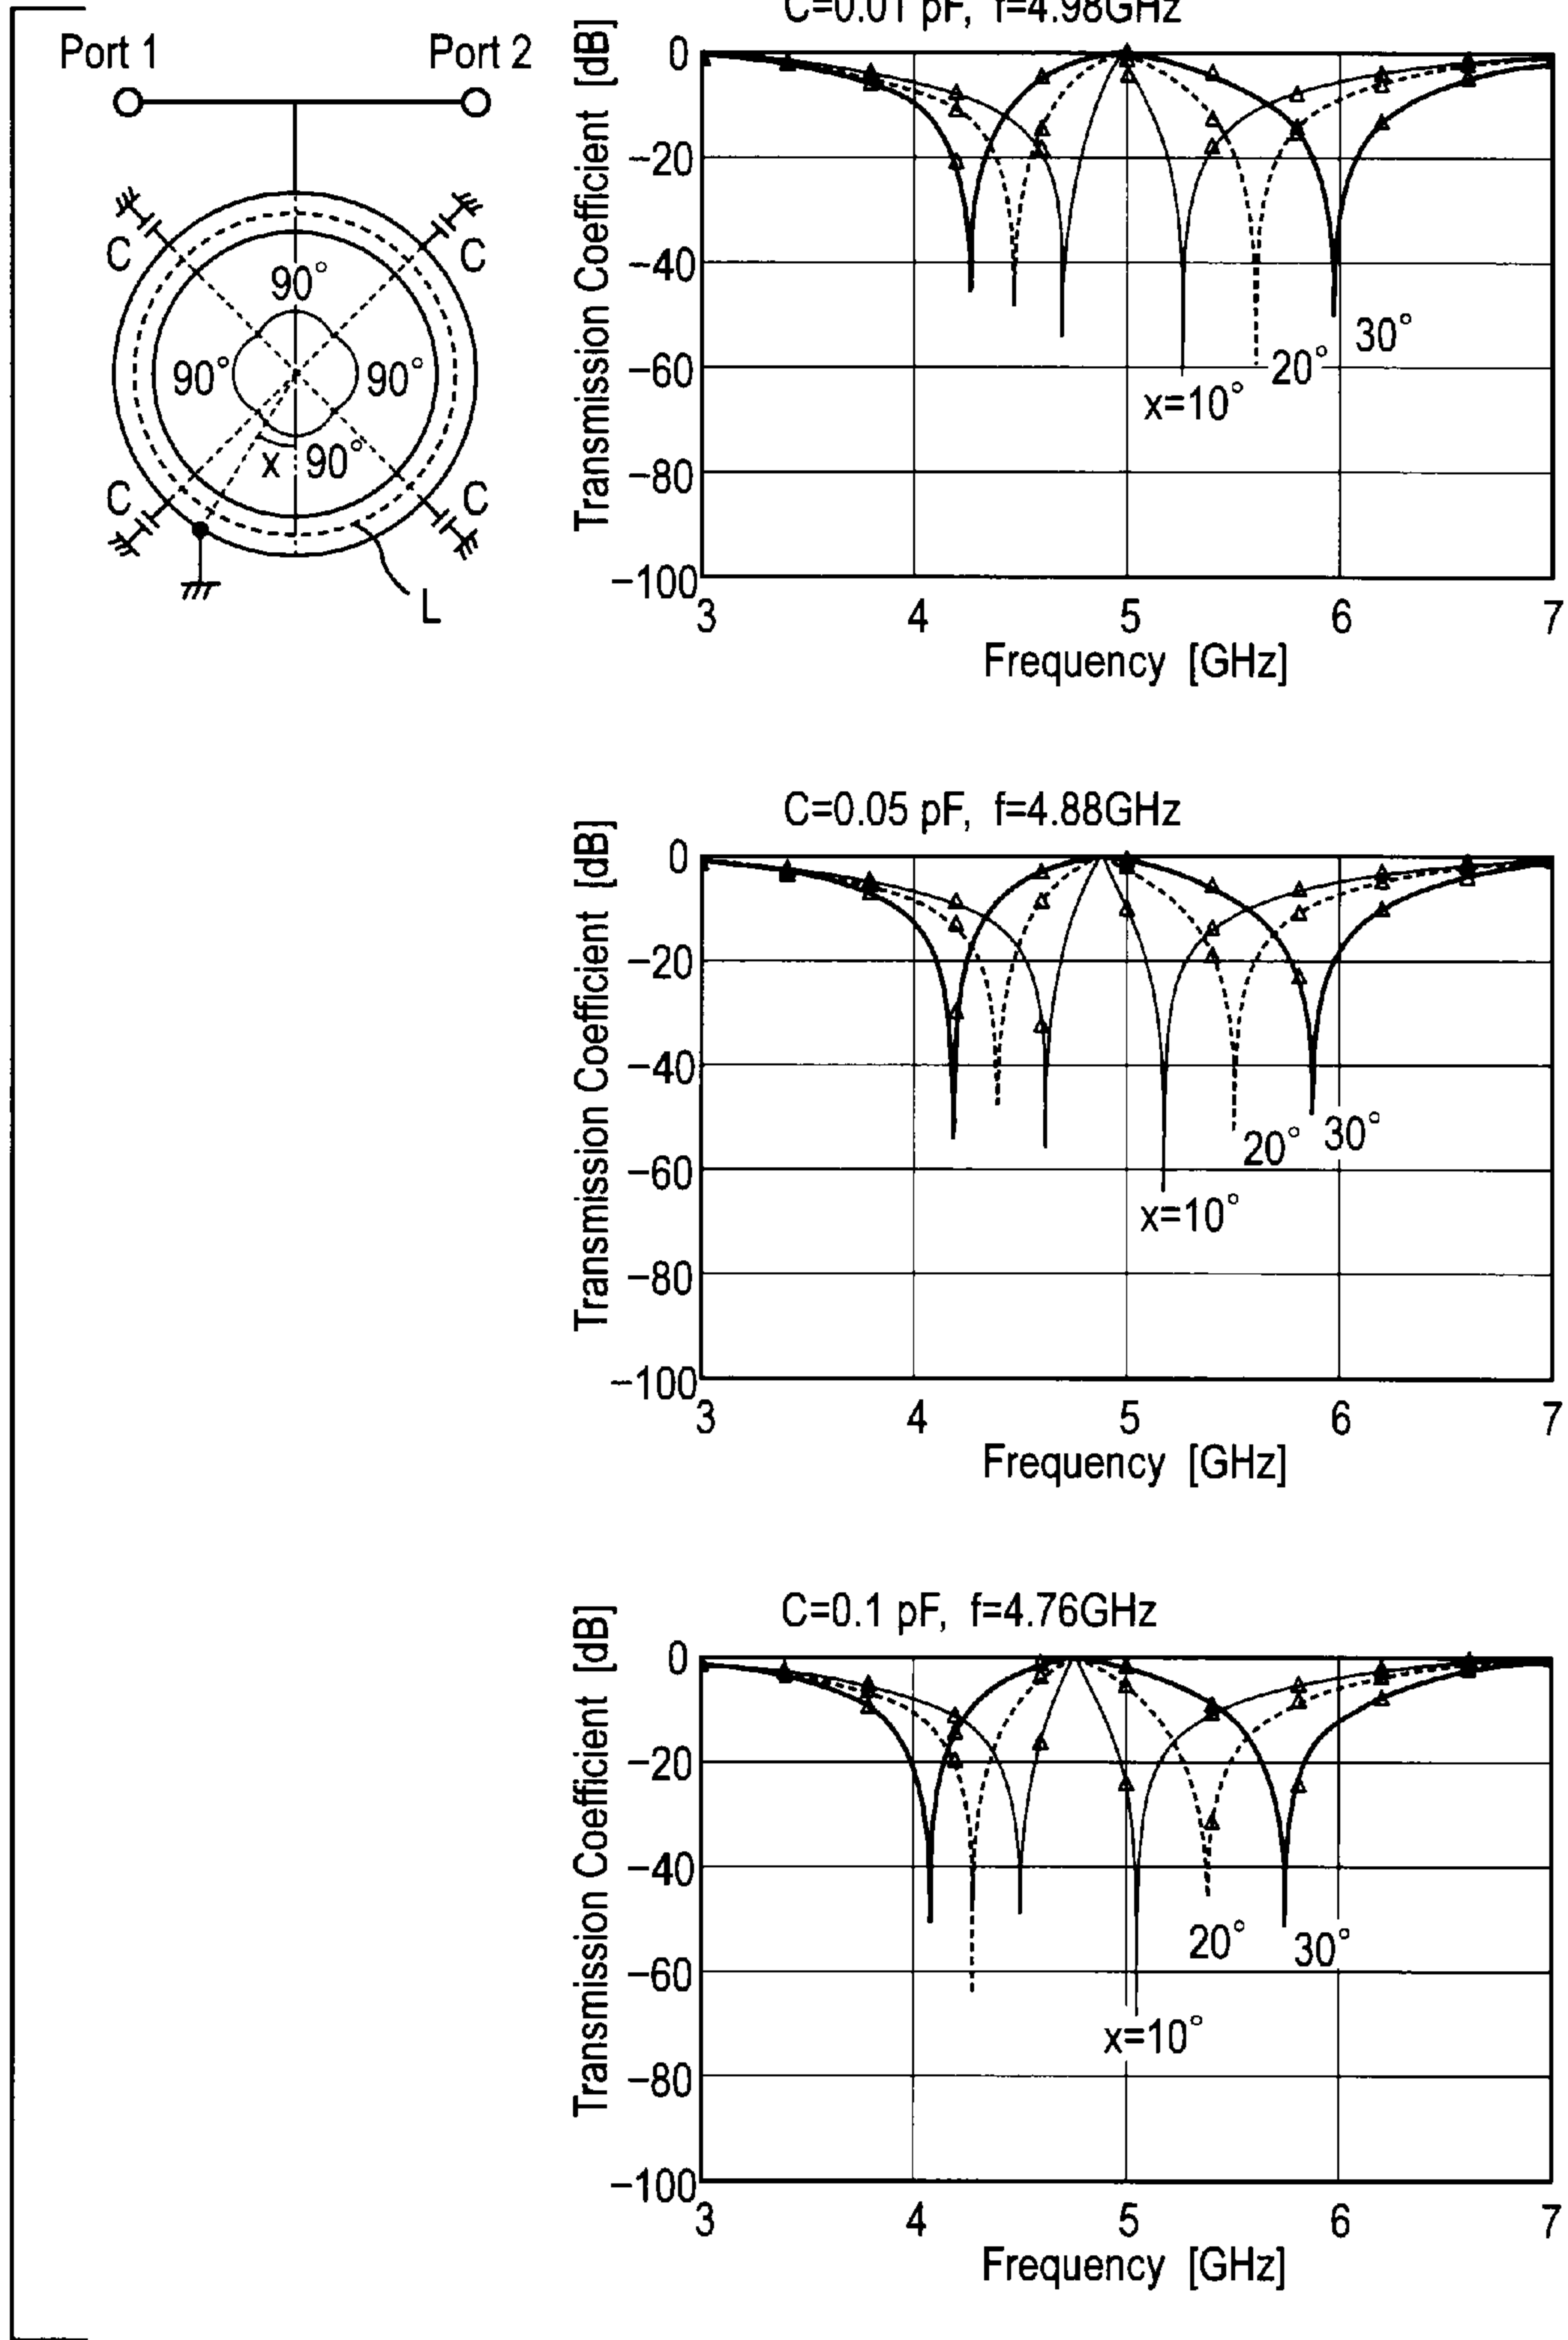 Port 1
Port 2
C
C
90°
90°
90°
x
90°
C
C
L
C=0.01 pF, f=4.98GHz
Transmission Coefficient [dB]
0
−20
−40
−60
−80
−100
30°
20°
x=10°
3
4
5
6
7
Frequency [GHz]
C=0.05 pF, f=4.88GHz
Transmission Coefficient [dB]
0
−20
−40
−60
−80
−100
20°
30°
x=10°
3
4
5
6
7
Frequency [GHz]
C=0.1 pF, f=4.76GHz
Transmission Coefficient [dB]
0
−20
−40
−60
−80
−100
20°
30°
x=10°
3
4
5
6
7
Frequency [GHz]